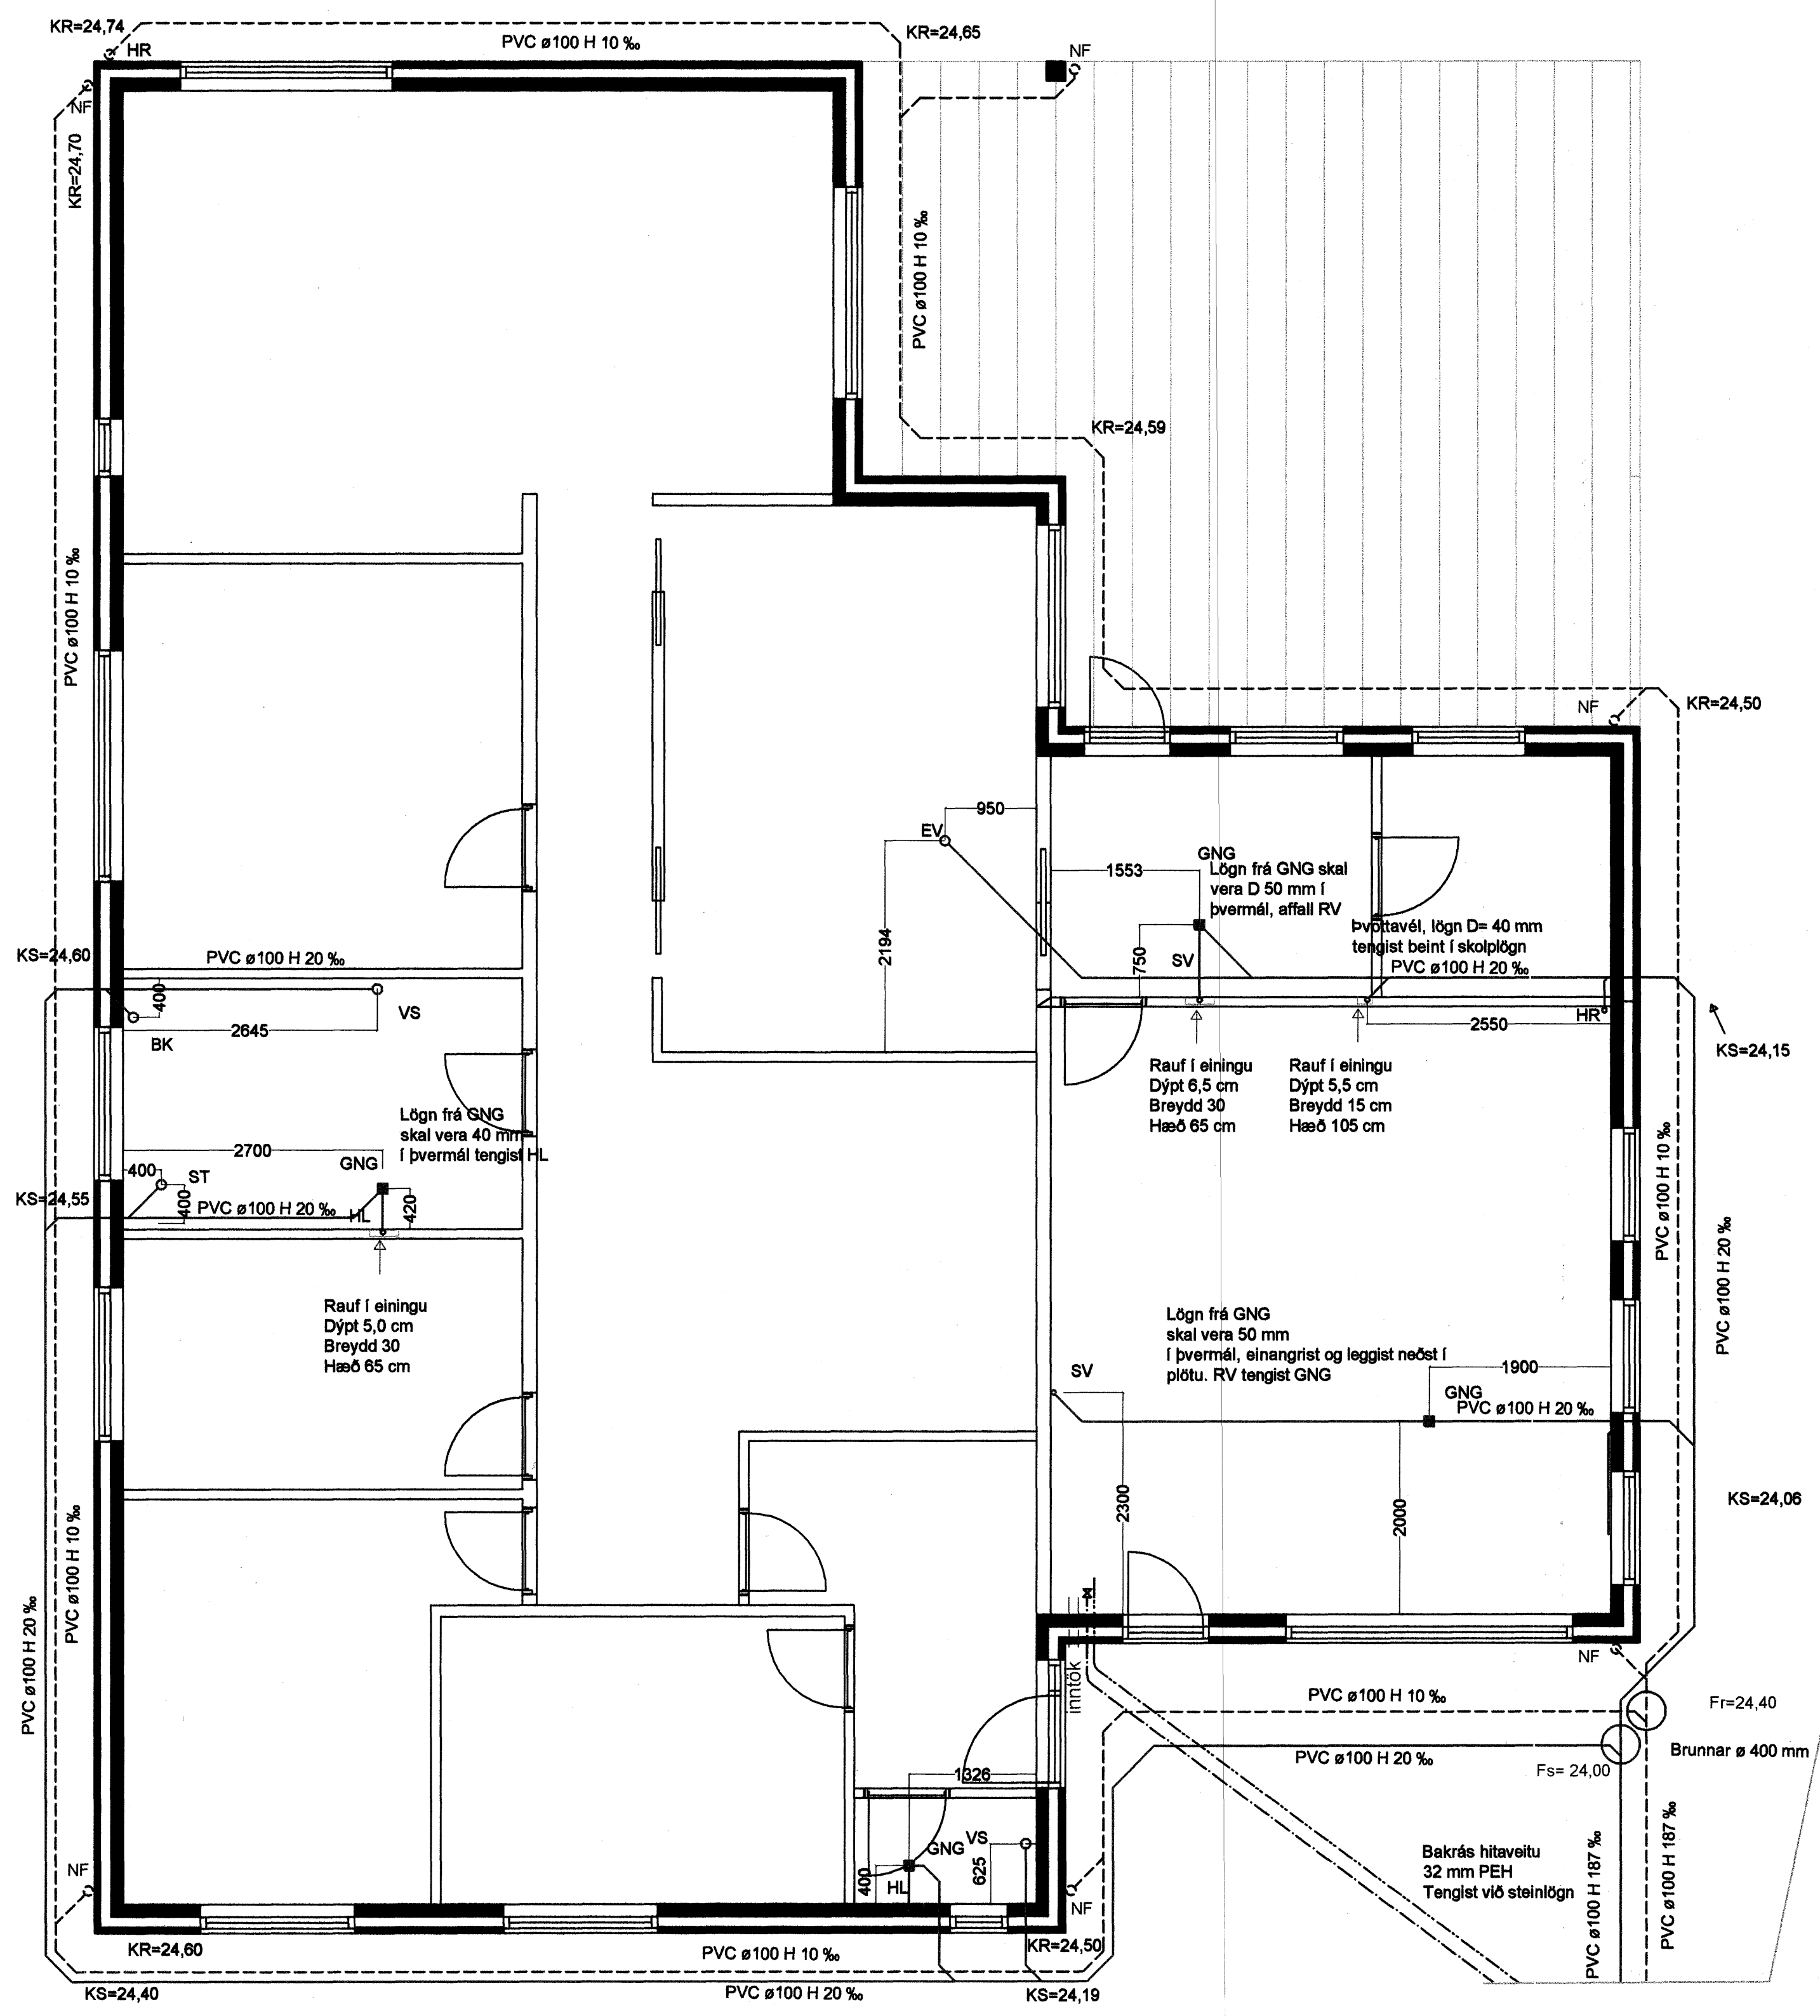 KR=24,74
HR
PVC ø100 H 10 ‰
KR=24,65
NF
NF
KR=24,70
PVC ø100 H 10 ‰
KR=24,59
PVC ø100 H 10 ‰
NF
KR=24,50
950
EV
GNG
1553
Lögn frá GNG skal
vera D 50 mm í
þvermál, affall RV
Þvottavél, lögn D= 40 mm
tengist beint í skolplögn
2194
750
SV
PVC ø100 H 20 ‰
KS=24,60
PVC ø100 H 20 ‰
400
VS
2645
BK
HR
2550
KS=24,15
Rauf í einingu
Dýpt 6,5 cm
Breydd 30
Hæð 65 cm
Rauf í einingu
Dýpt 5,5 cm
Breydd 15 cm
Hæð 105 cm
Lögn frá GNG
skal vera 40 mm
í þvermál tengist HL
2700
GNG
400
ST
KS=24,55
400
PVC ø100 H 20 ‰
HL
420
PVC ø100 H 10 ‰
PVC ø100 H 20 ‰
Rauf í einingu
Dýpt 5,0 cm
Breydd 30
Hæð 65 cm
Lögn frá GNG
skal vera 50 mm
í þvermál, einangrist og leggist neðst í
plötu. RV tengist GNG
SV
1900
GNG
PVC ø100 H 20 ‰
2300
2000
KS=24,06
PVC ø100 H 10 ‰
PVC ø100 H 20 ‰
inntök
NF
PVC ø100 H 10 ‰
Fr=24,40
PVC ø100 H 20 ‰
Brunnar ø 400 mm
Fs= 24,00
1326
GNG
VS
400
HL
625
NF
NF
Bakrás hitaveitu
32 mm PEH
Tengist við steinlögn
PVC ø100 H 187 ‰
PVC ø100 H 187 ‰
KR=24,60
PVC ø100 H 10 ‰
KR=24,50
KS=24,40
PVC ø100 H 20 ‰
KS=24,19